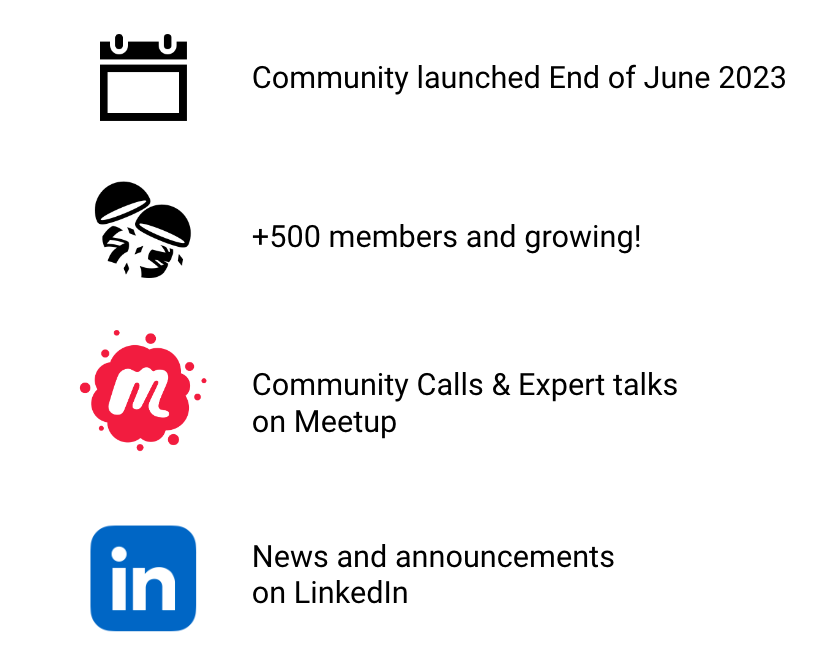 Community launched End of June 2023
+500 members and growing!
m
Community Calls & Expert talks
on Meetup
in
News and announcements
on LinkedIn